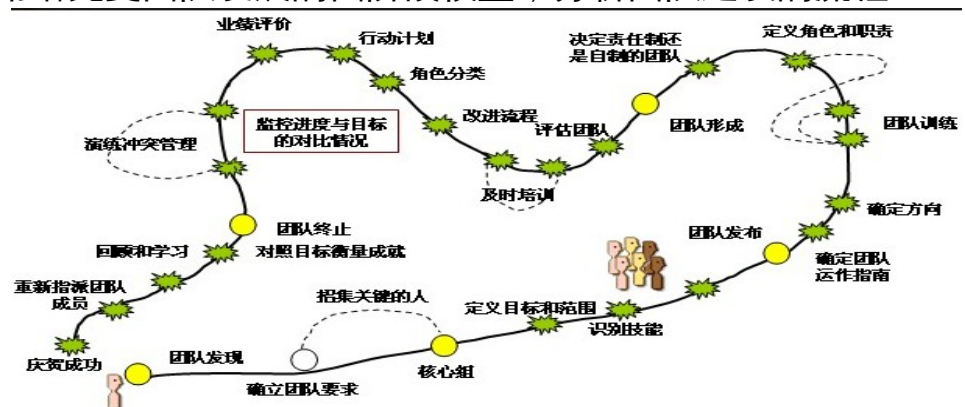 业绩评价
行动计划
角色分类
改进流程
评估团队
及时培训
决定责任制还
是自制的团队
定义角色和职责
团队形成
团队训练
监控进度与目标
的对比情况
演练冲突管理
团队终止
对照目标衡量成就
回顾和学习
重新指派团队
成员
庆贺成功
确定方向
团队发布
确定团队
运作指南
招集关键的人
定义目标和范围
识别技能
团队发现
确立团队要求
核心组